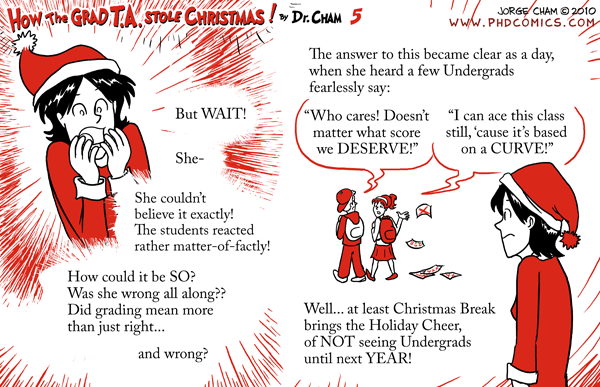 HOW THE GRAD T.A. STOLE CHRISTMAS! BY DR. CHAM 5
JORGE CHAM © 2010
WWW.PHDCOMICS.COM
But WAIT!
She-
She couldn't
believe it exactly!
The students reacted
rather matter-of-factly!
How could it be SO?
Was she wrong all along??
Did grading mean more
than just right...
and wrong?
The answer to this became clear as a day,
when she heard a few Undergrads
fearlessly say:
"Who cares! Doesn't
matter what score
we DESERVE!"
"I can ace this class
still, 'cause it's based
on a CURVE!"
Well... at least Christmas Break
brings the Holiday Cheer,
of NOT seeing Undergrads
until next YEAR!